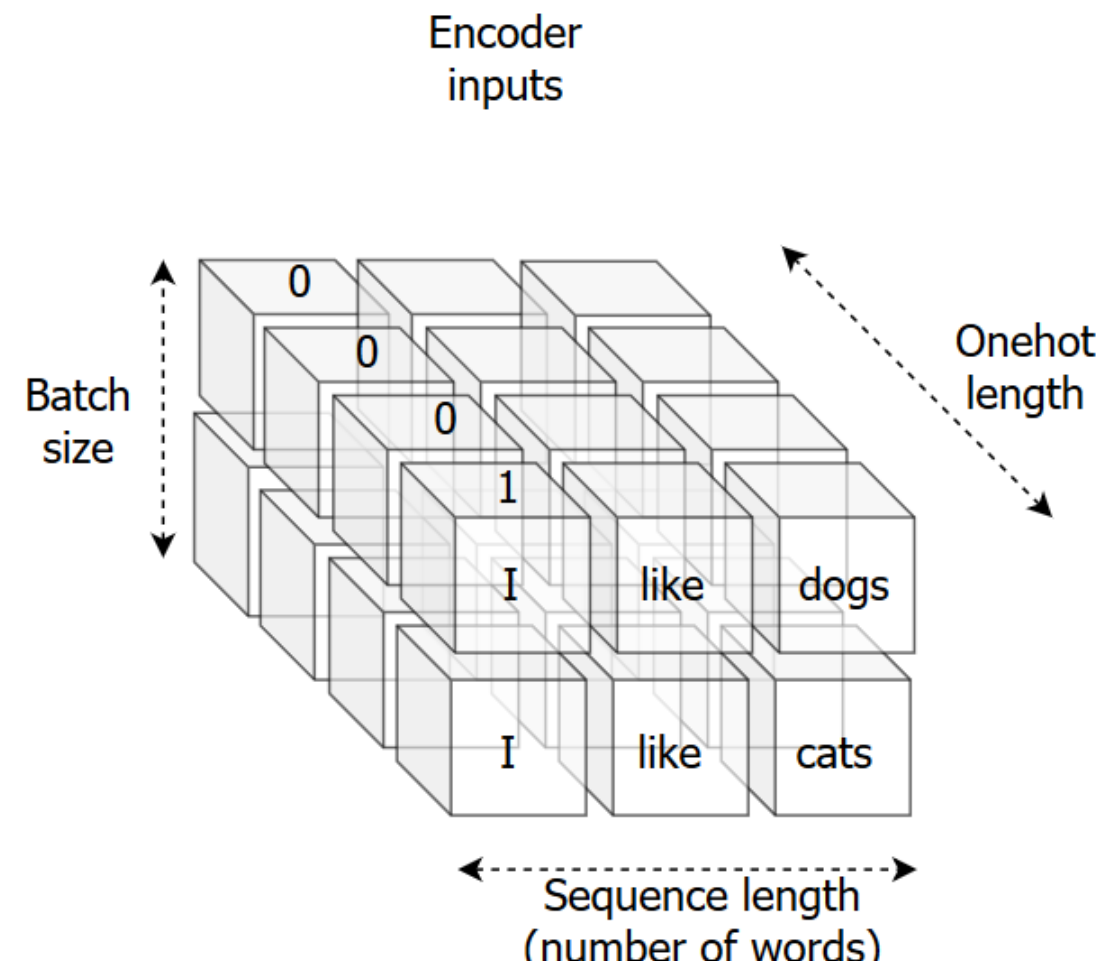 Encoder
inputs
0
0
0
1
Onehot
length
Batch
size
I like dogs
I like cats
Sequence length
(number of words)